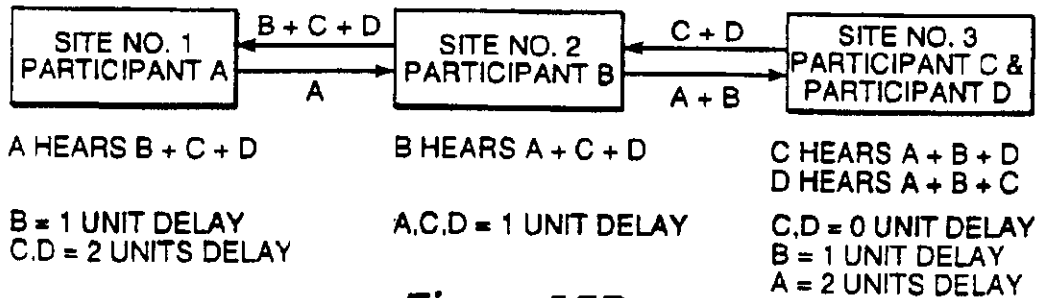 SITE NO. 1
PARTICIPANT A
B + C + D
A
SITE NO. 2
PARTICIPANT B
C + D
A + B
SITE NO. 3
PARTICIPANT C &
PARTICIPANT D
A HEARS B + C + D
B = 1 UNIT DELAY
C.D = 2 UNITS DELAY
B HEARS A + C + D
A,C,D = 1 UNIT DELAY
C HEARS A + B + D
D HEARS A + B + C
C,D = 0 UNIT DELAY
B = 1 UNIT DELAY
A = 2 UNITS DELAY